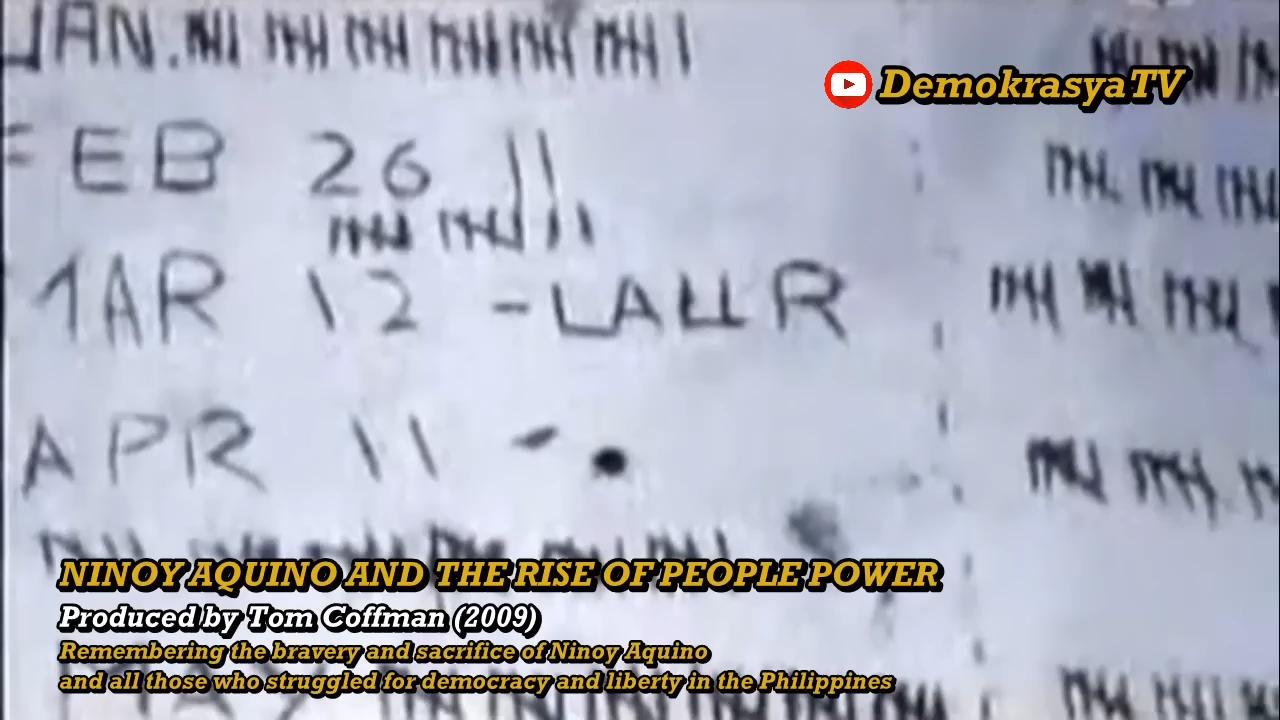 JAN.
DemokrasyaTV
FEB 26 ||
MAR 12 - LAUR
APR 11 -
NINOY AQUINO AND THE RISE OF PEOPLE POWER
Produced by Tom Coffman (2009)
Remembering the bravery and sacrifice of Ninoy Aquino
and all those who struggled for democracy and liberty in the Philippines